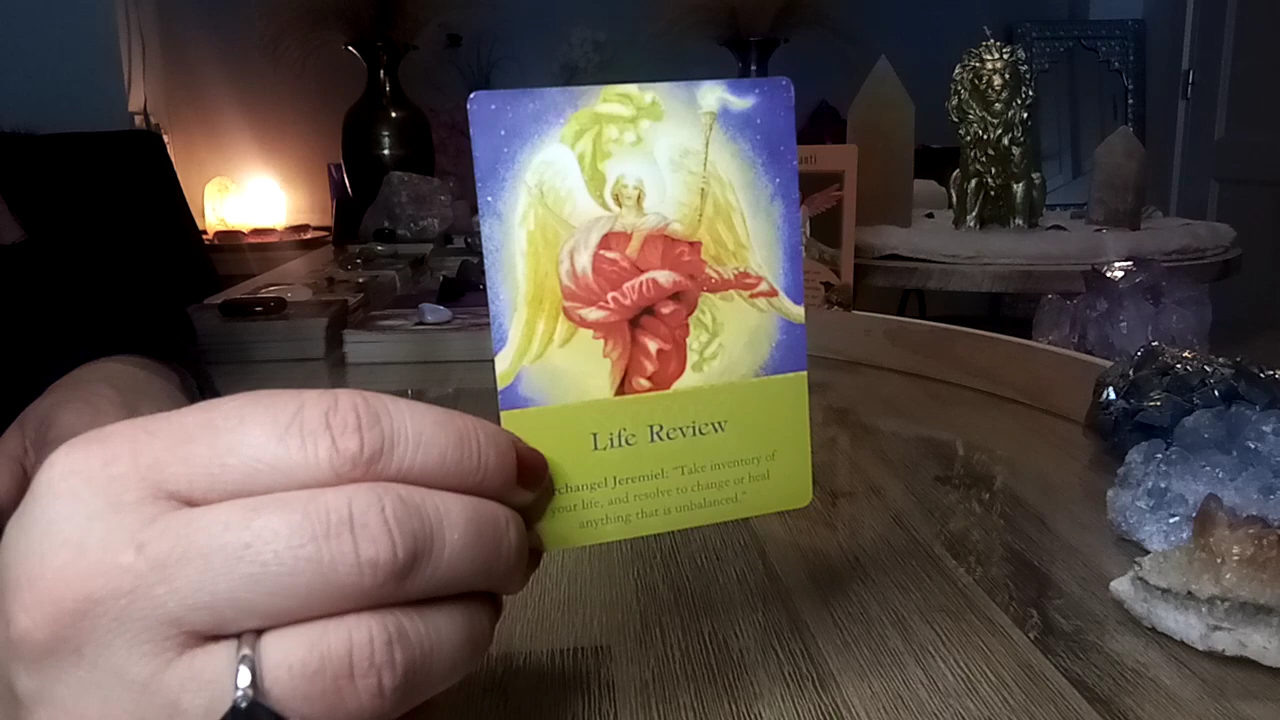 anti
Life Review
rchangel Jeremiel: "Take inventory of
your life, and resolve to change or heal
anything that is unbalanced."